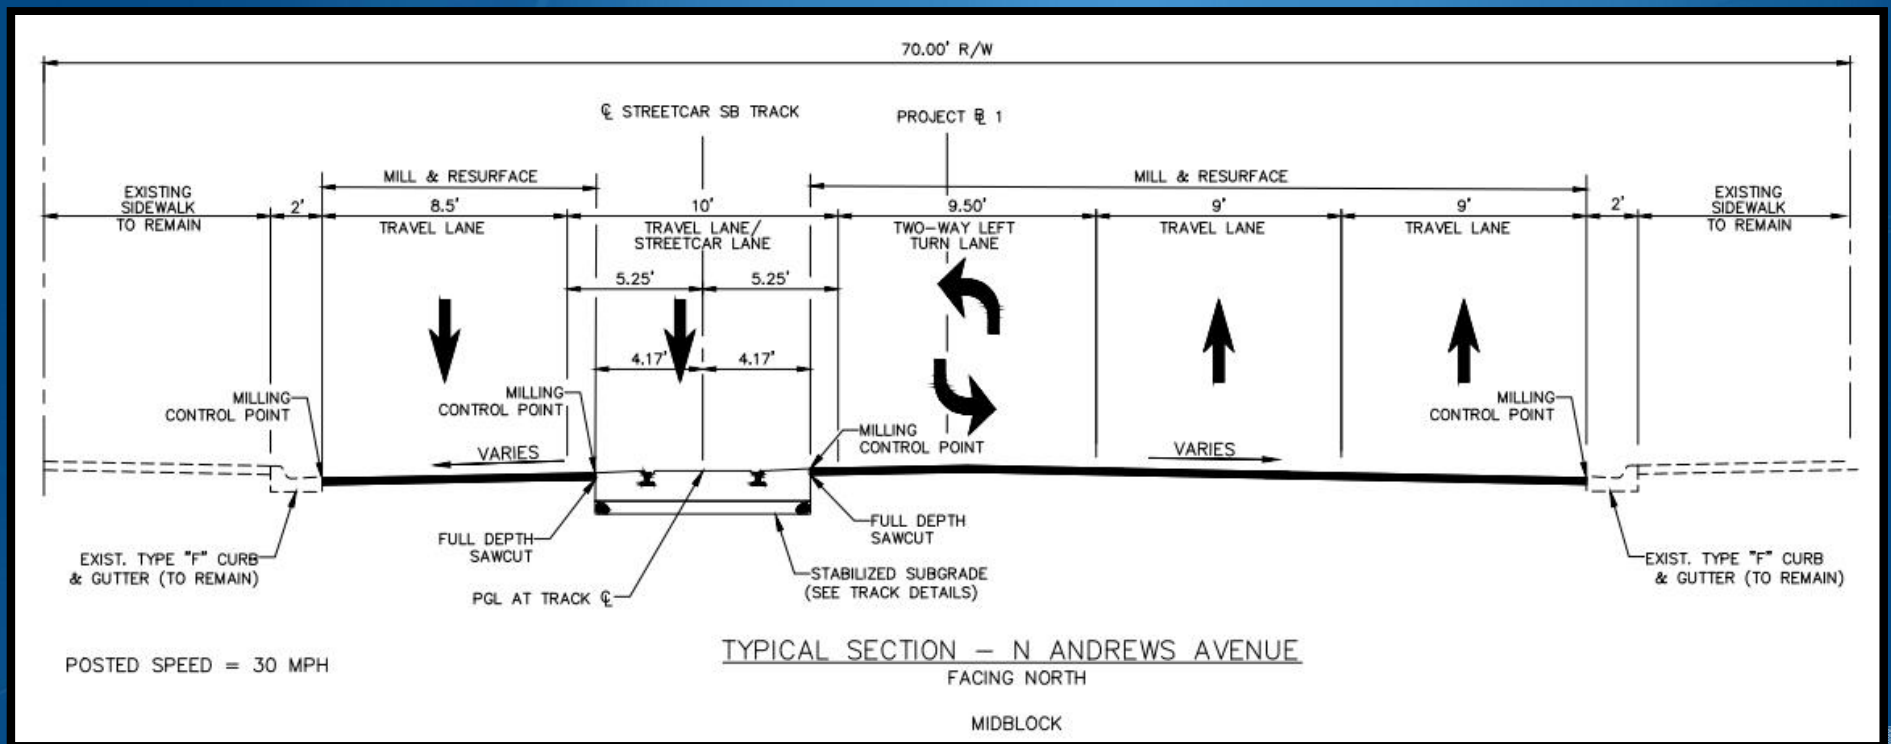 70.00' R/W
℄ STREETCAR SB TRACK
PROJECT ⅊ 1
MILL & RESURFACE
MILL & RESURFACE
EXISTING
SIDEWALK
TO REMAIN
2'
8.5'
TRAVEL LANE
10'
TRAVEL LANE/
STREETCAR LANE
9.50'
TWO-WAY LEFT
TURN LANE
9'
TRAVEL LANE
9'
TRAVEL LANE
2'
EXISTING
SIDEWALK
TO REMAIN
5.25'
5.25'
4.17'
4.17'
MILLING
CONTROL POINT
MILLING
CONTROL POINT
MILLING
CONTROL POINT
MILLING
CONTROL POINT
VARIES
VARIES
FULL DEPTH
SAWCUT
FULL DEPTH
SAWCUT
EXIST. TYPE "F" CURB
& GUTTER (TO REMAIN)
PGL AT TRACK ℄
STABILIZED SUBGRADE
(SEE TRACK DETAILS)
EXIST. TYPE "F" CURB
& GUTTER (TO REMAIN)
POSTED SPEED = 30 MPH
TYPICAL SECTION – N ANDREWS AVENUE
FACING NORTH
MIDBLOCK